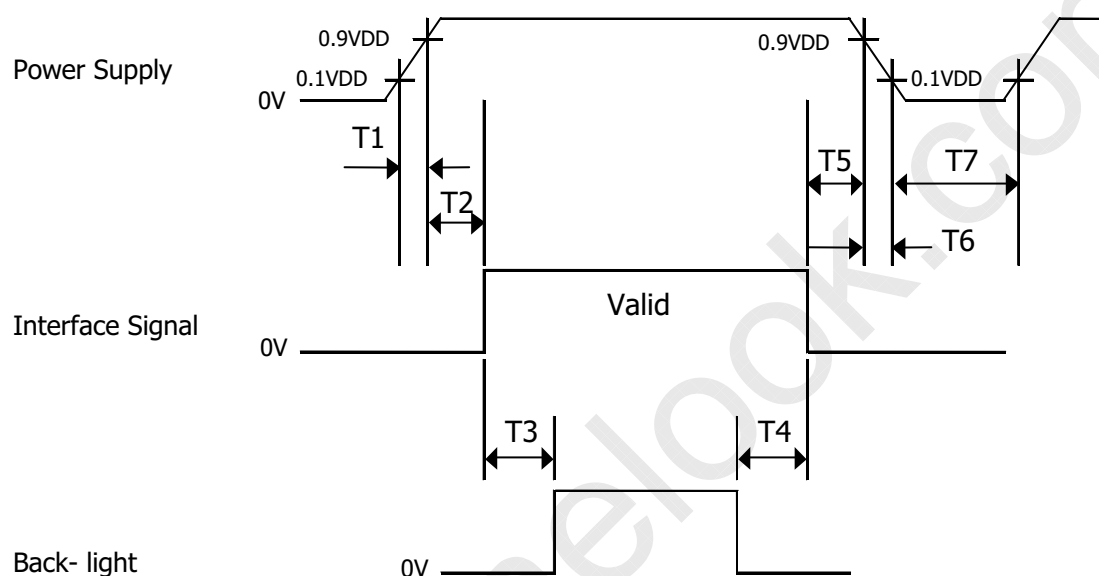 0.9VDD
0.9VDD
Power Supply
0.1VDD
0.1VDD
0V
T1
T5
T7
T2
T6
Valid
Interface Signal
0V
T3
T4
Back- light
0V